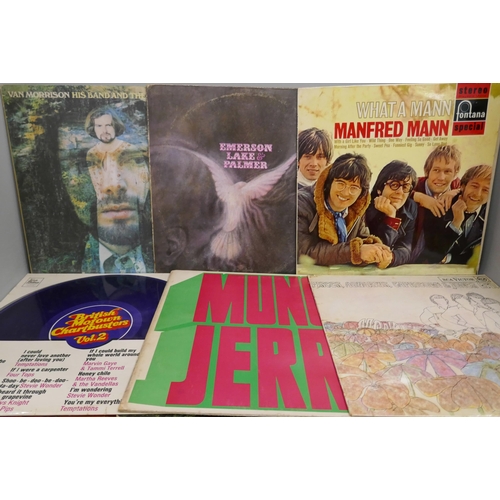 VAN MORRISON HIS BAND AND THE
EMERSON
LAKE &
PALMER
WHAT A MANN
MANFRED MANN
stereo
fontana
special
British
Motown
Chartbusters
Vol.2
I could
never love another
(after loving you)
Temptations
If I were a carpenter
Four Tops
Shoo-be-doo-be-doo-
da-day Stevie Wonder
heard it through
grapevine
Knight
Pips
If I could build my
whole world around
you
Marvin Gaye
& Tammi Terrell
Honey chile
Martha Reeves
& the Vandellas
I'm wondering
Stevie Wonder
You're my everything
Temptations
MUN
JERR